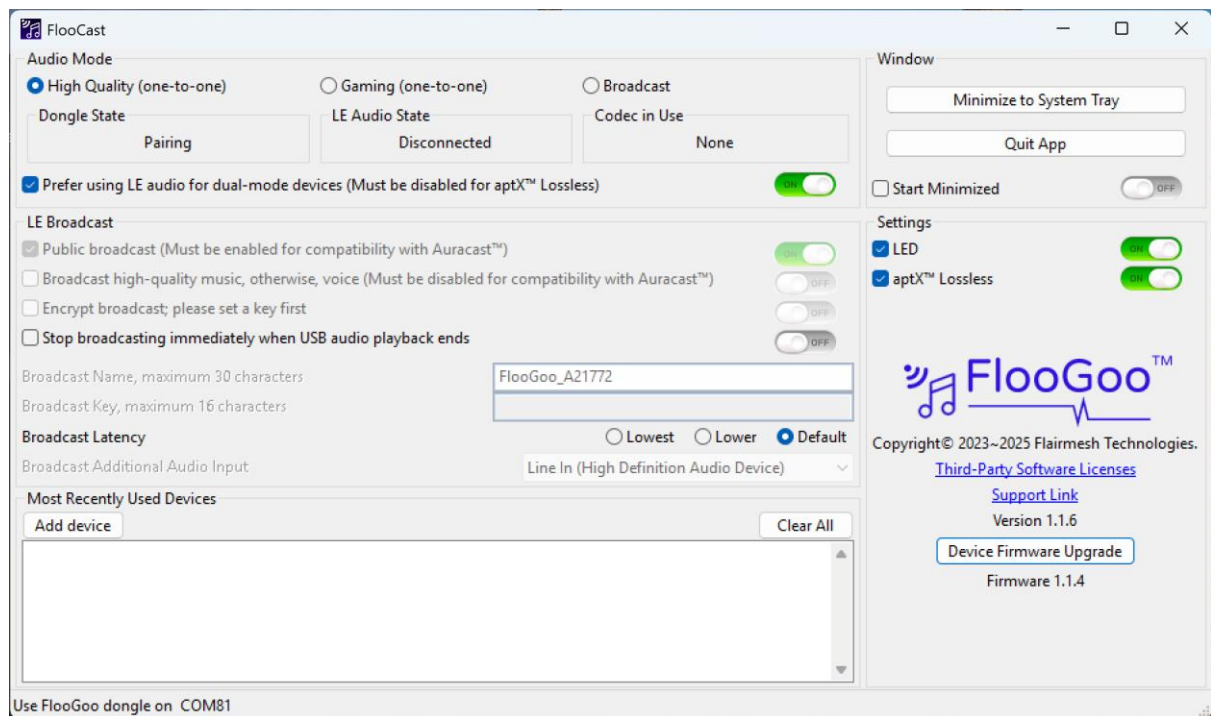 FlooCast
Audio Mode
High Quality (one-to-one)
Gaming (one-to-one)
Broadcast
Dongle State
Pairing
LE Audio State
Disconnected
Codec in Use
None
Prefer using LE audio for dual-mode devices (Must be disabled for aptX™ Lossless)
ON
LE Broadcast
Public broadcast (Must be enabled for compatibility with Auracast™)
ON
Broadcast high-quality music, otherwise, voice (Must be disabled for compatibility with Auracast™)
OFF
Encrypt broadcast; please set a key first
OFF
Stop broadcasting immediately when USB audio playback ends
OFF
Broadcast Name, maximum 30 characters
FlooGoo_A21772
Broadcast Key, maximum 16 characters
Broadcast Latency
Lowest
Lower
Default
Broadcast Additional Audio Input
Line In (High Definition Audio Device)
Most Recently Used Devices
Add device
Clear All
Window
Minimize to System Tray
Quit App
Start Minimized
OFF
Settings
LED
ON
aptX™ Lossless
ON
FlooGoo™
Copyright© 2023~2025 Flairmesh Technologies.
Third-Party Software Licenses
Support Link
Version 1.1.6
Device Firmware Upgrade
Firmware 1.1.4
Use FlooGoo dongle on COM81